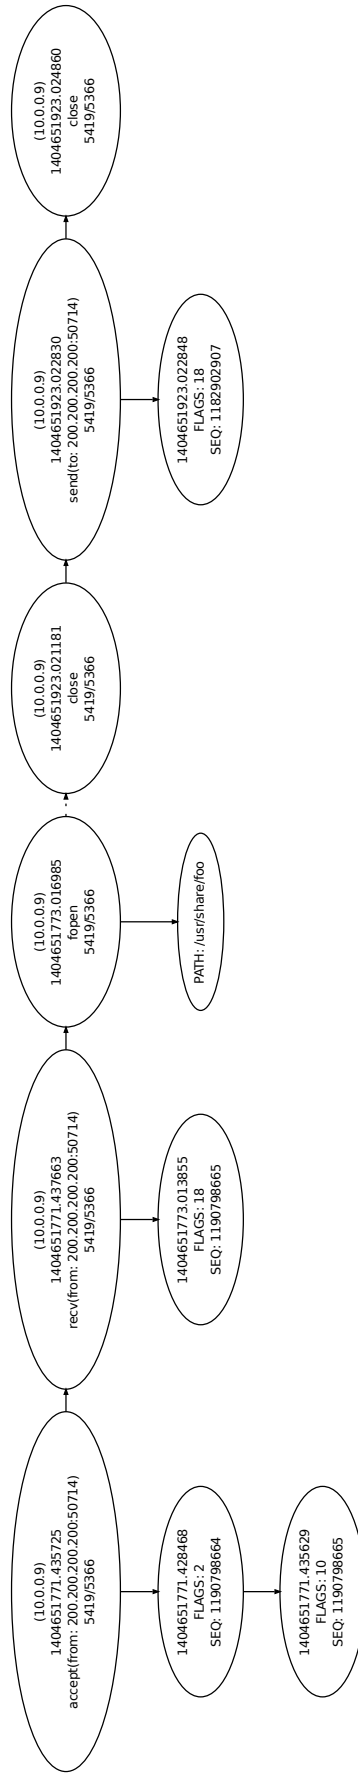 (10.0.0.9)
1404651771.435725
accept(from: 200.200.200.200:50714)
5419/5366
1404651771.428468
FLAGS: 2
SEQ: 1190798664
1404651771.435629
FLAGS: 10
SEQ: 1190798665
(10.0.0.9)
1404651771.437663
recv(from: 200.200.200.200:50714)
5419/5366
1404651773.013855
FLAGS: 18
SEQ: 1190798665
(10.0.0.9)
1404651773.016985
fopen
5419/5366
PATH: /usr/share/foo
(10.0.0.9)
1404651923.021181
close
5419/5366
(10.0.0.9)
1404651923.022830
send(to: 200.200.200.200:50714)
5419/5366
1404651923.022848
FLAGS: 18
SEQ: 1182902907
(10.0.0.9)
1404651923.024860
close
5419/5366